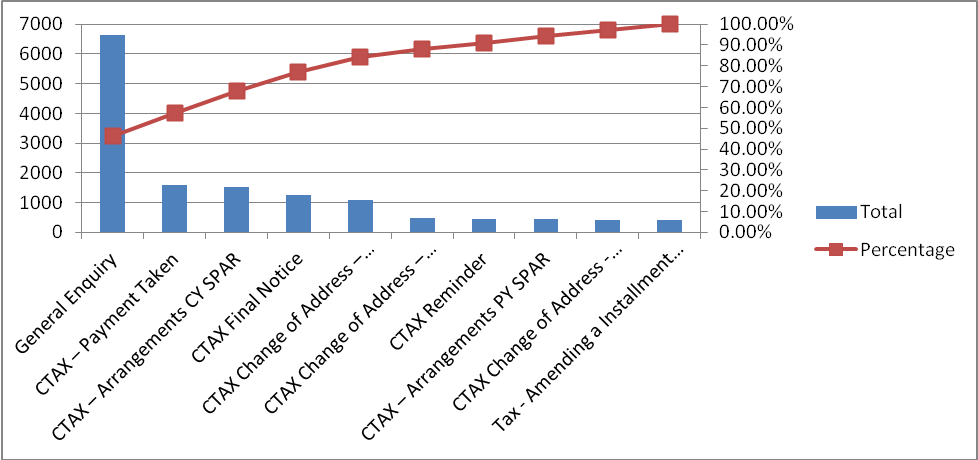 7000
6000
5000
4000
3000
2000
1000
0
100.00%
90.00%
80.00%
70.00%
60.00%
50.00%
40.00%
30.00%
20.00%
10.00%
0.00%
General Enquiry
CTAX – Payment Taken
CTAX – Arrangements CY SPAR
CTAX Final Notice
CTAX Change of Address –...
CTAX Change of Address –...
CTAX Reminder
CTAX – Arrangements PY SPAR
CTAX Change of Address -...
Tax - Amending a Installment...
Total
Percentage